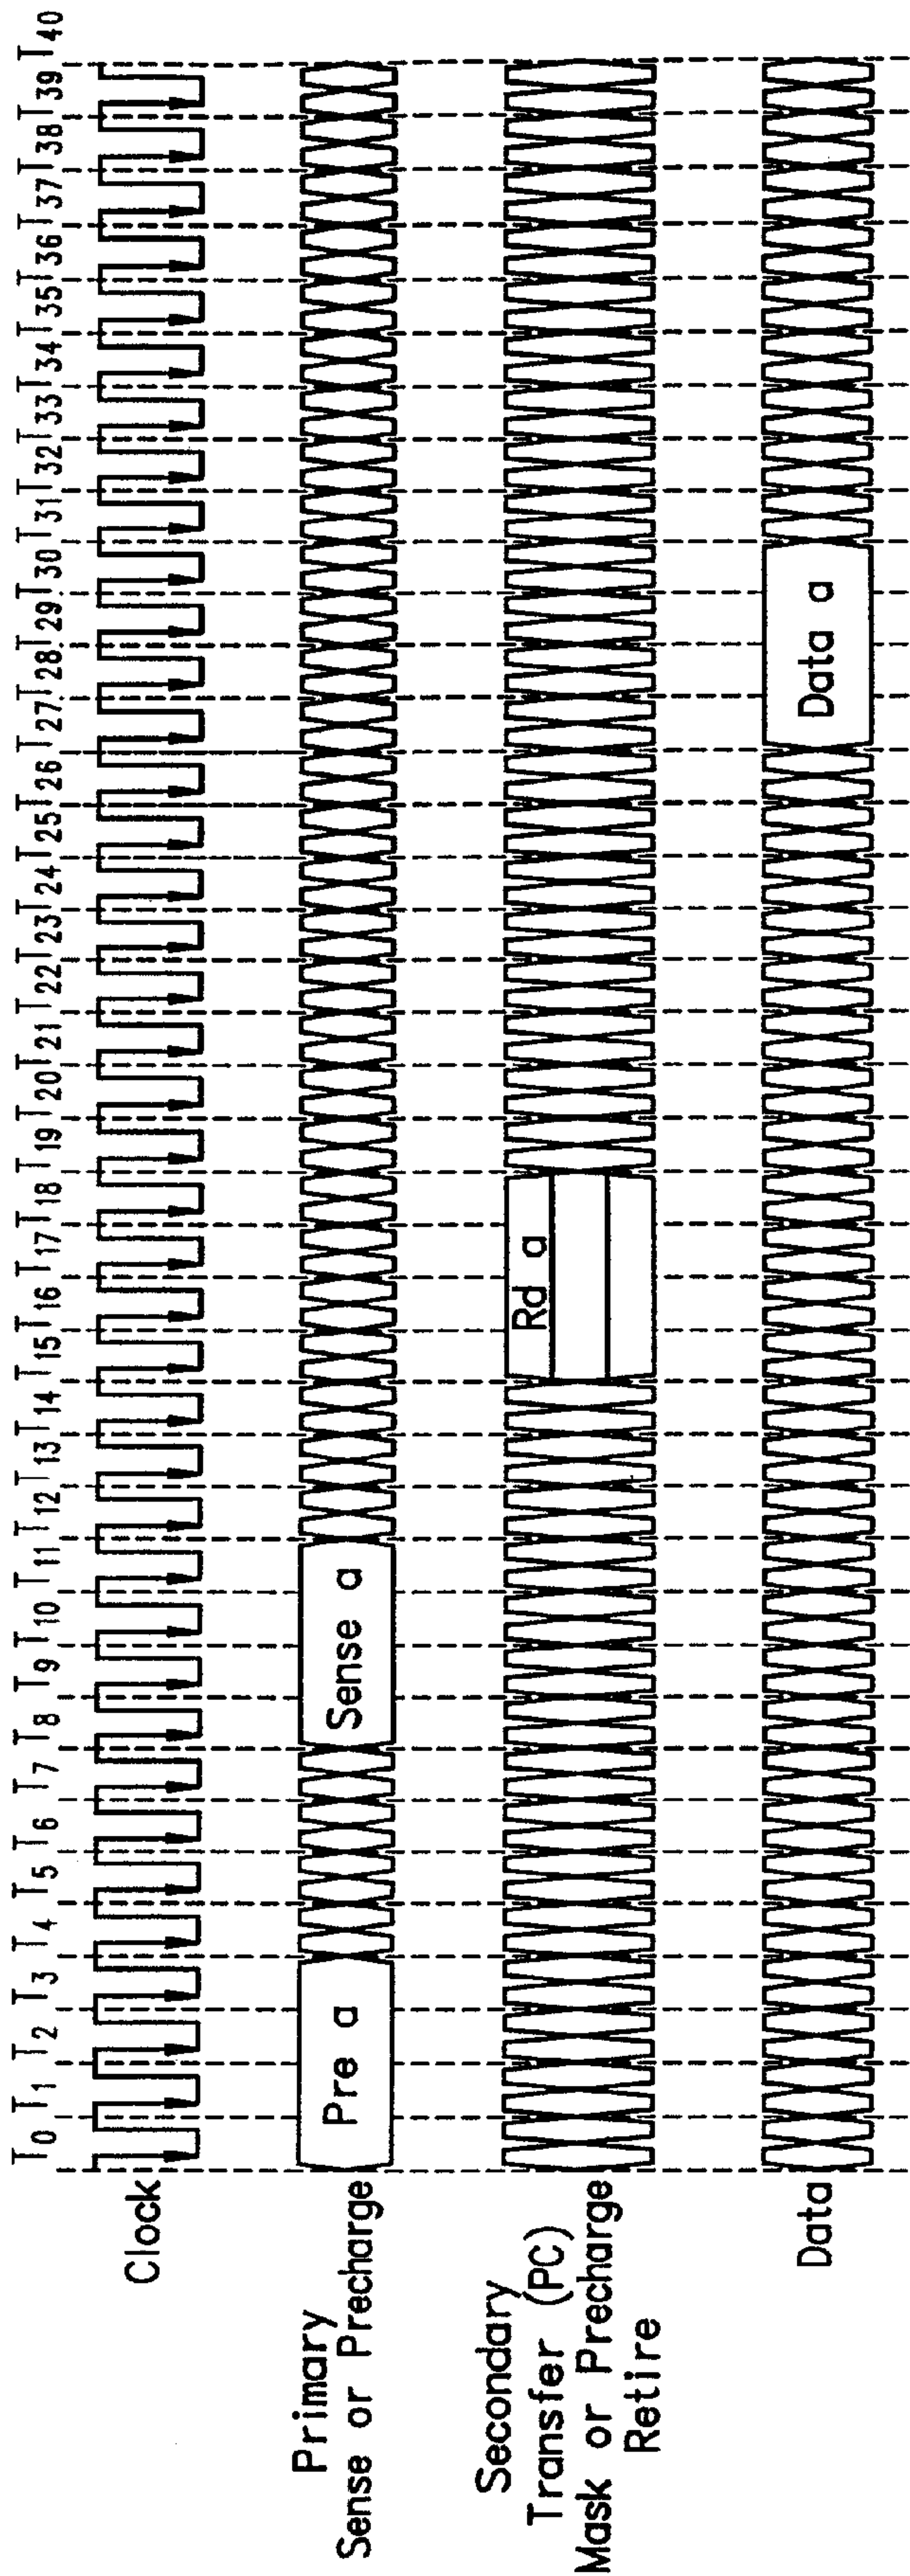 T0 T1 T2 T3 T4 T5 T6 T7 T8 T9 T10 T11 T12 T13 T14 T15 T16 T17 T18 T19 T20 T21 T22 T23 T24 T25 T26 T27 T28 T29 T30 T31 T32 T33 T34 T35 T36 T37 T38 T39 T40
Clock
Primary
Sense or Precharge
Pre a
Sense a
Secondary
Transfer (PC)
Mask or Precharge
Retire
Rd a
Data
Data a